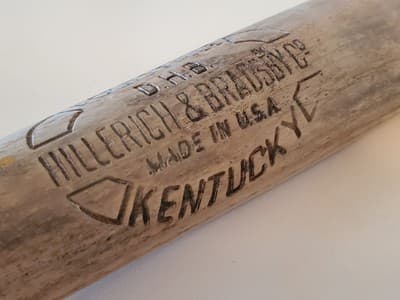 D.H.B.
HILLERICH & BRADSBY Cº
MADE IN U.S.A
KENTUCKY